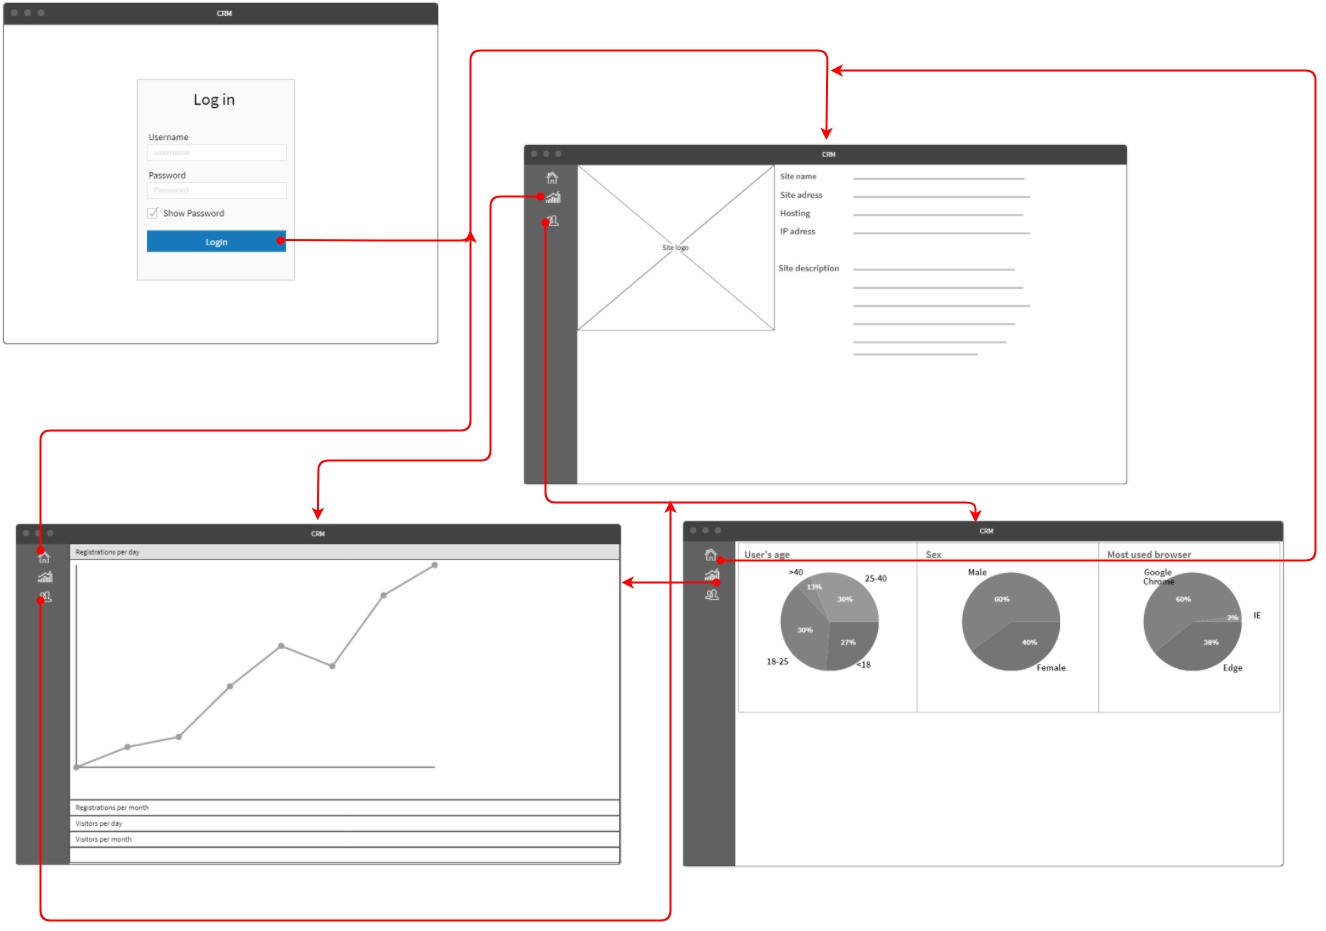 CRM
Log in
Username
username
Password
Password
Show Password
Login
CRM
Site logo
Site name
Site adress
Hosting
IP adress
Site description
CRM
Registrations per day
Registrations per month
Visitors per day
Visitors per month
CRM
User's age
>40
25-40
13%
30%
30%
27%
18-25
<18
Sex
Male
60%
40%
Female
Most used browser
Google
Chrome
60%
2%
IE
38%
Edge